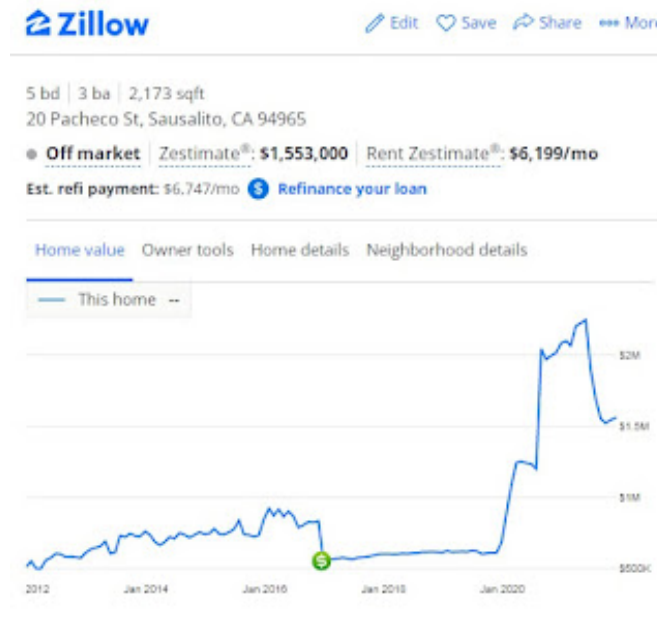 Zillow Edit Save Share More
5 bd 3 ba 2,173 sqft
20 Pacheco St, Sausalito, CA 94965
Off market Zestimate®: $1,553,000 Rent Zestimate®: $6,199/mo
Est. refi payment: $6,747/mo $ Refinance your loan
Home value Owner tools Home details Neighborhood details
This home --
$2M
$1.5M
$1M
$
$500K
2012 Jan 2014 Jan 2016 Jan 2018 Jan 2020